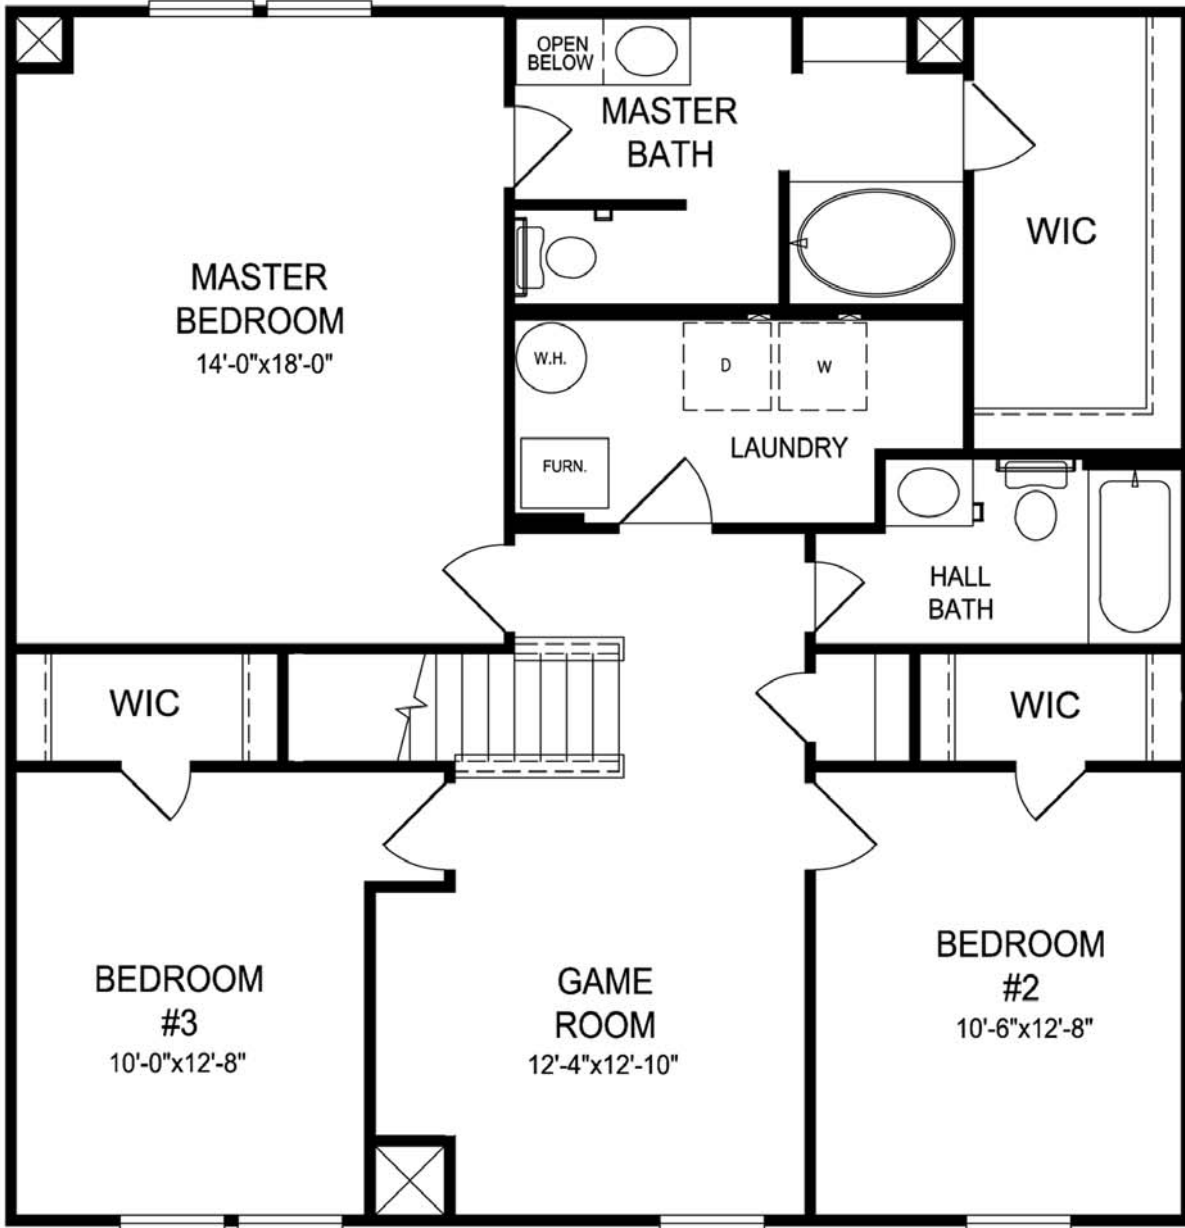 OPEN
BELOW
MASTER
BATH
WIC
MASTER
BEDROOM
14'-0"x18'-0"
W.H.
D
W
LAUNDRY
FURN.
HALL
BATH
WIC
WIC
BEDROOM
#3
10'-0"x12'-8"
GAME
ROOM
12'-4"x12'-10"
BEDROOM
#2
10'-6"x12'-8"